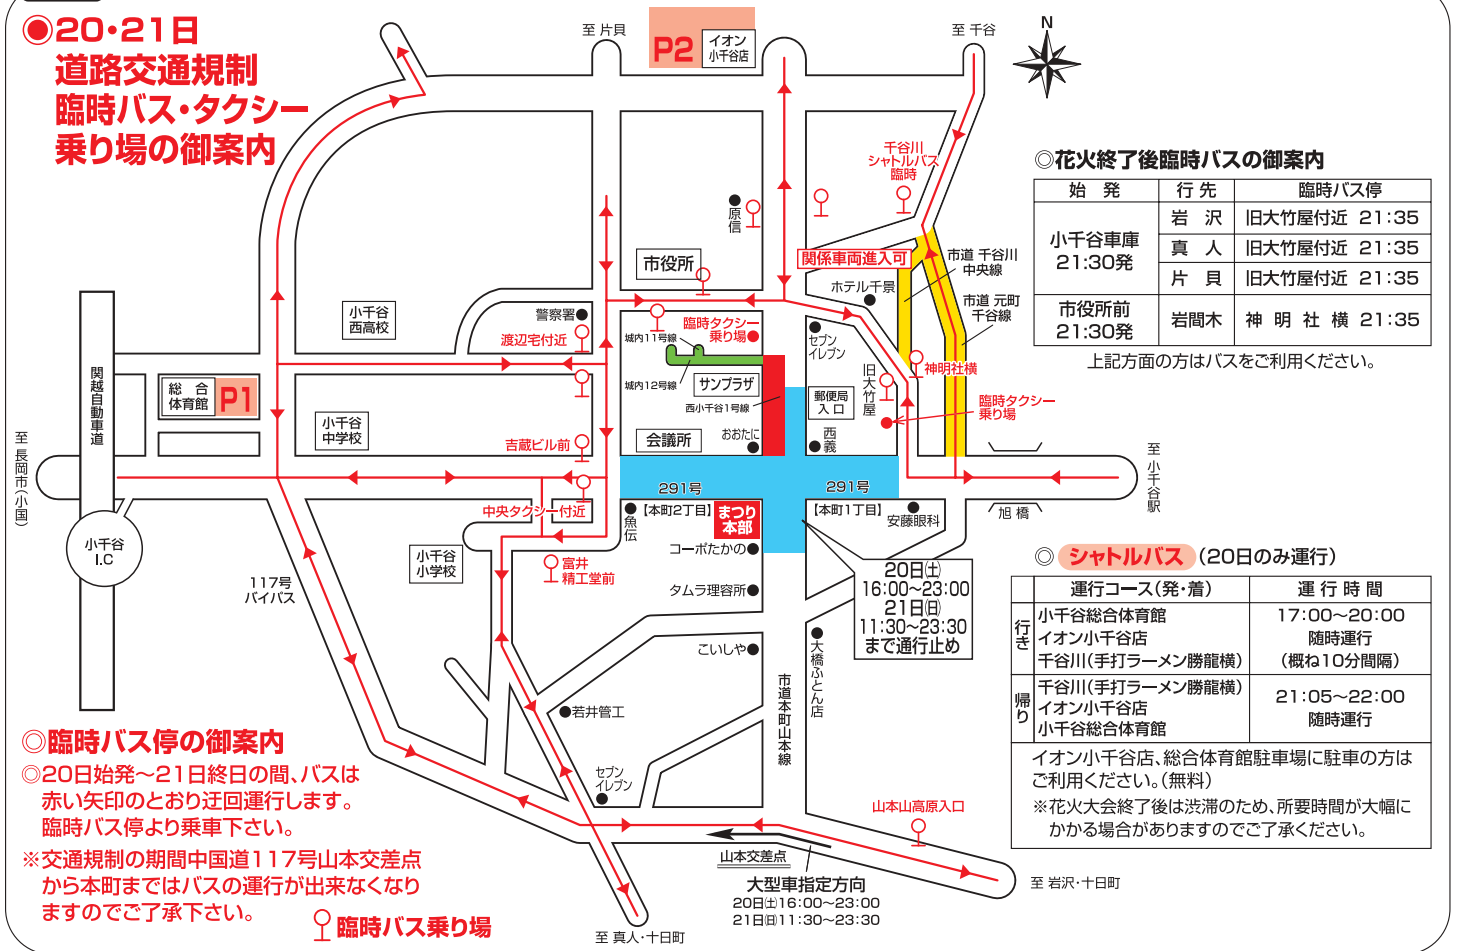 ◉20・21日
道路交通規制
臨時バス・タクシー
乗り場の御案内
至 片貝
P2
イオン
小千谷店
至 千谷
N
千谷川
シャトルバス
臨時
原信
関係車両進入可
市道 千谷川
中央線
市道 元町
千谷線
市役所
ホテル千景
小千谷
西高校
警察署
渡辺宅付近
城内11号線
臨時タクシー
乗り場
セブン
イレブン
神明社横
城内12号線
サンプラザ
西小千谷1号線
郵便局
入口
旧大竹屋
臨時タクシー
乗り場
関越自動車道
総合
体育館
P1
小千谷
中学校
吉蔵ビル前
会議所
おおたに
西義
至 長岡市(小国)
至 小千谷駅
291号
291号
中央タクシー付近
魚伝
【本町2丁目】
まつり
本部
【本町1丁目】
安藤眼科
旭橋
小千谷
I.C
小千谷
小学校
富井
精工堂前
コーポたかの
タムラ理容所
117号
バイパス
20日(土)
16:00~23:00
21日(日)
11:30~23:30
まで通行止め
こいしや
大橋ふとん店
市道本町山本線
若井管工
セブン
イレブン
山本山高原入口
山本交差点
大型車指定方向
20日(土)16:00~23:00
21日(日)11:30~23:30
至 岩沢・十日町
至 真人・十日町
◎花火終了後臨時バスの御案内
始発 行先 臨時バス停
小千谷車庫
21:30発
岩沢 旧大竹屋付近 21:35
真人 旧大竹屋付近 21:35
片貝 旧大竹屋付近 21:35
市役所前
21:30発
岩間木 神明社横 21:35
上記方面の方はバスをご利用ください。
◎シャトルバス(20日のみ運行)
運行コース(発・着) 運行時間
行き
小千谷総合体育館
イオン小千谷店
千谷川(手打ラーメン勝龍横)
17:00~20:00
随時運行
(概ね10分間隔)
帰り
千谷川(手打ラーメン勝龍横)
イオン小千谷店
小千谷総合体育館
21:05~22:00
随時運行
イオン小千谷店、総合体育館駐車場に駐車の方は
ご利用ください。(無料)
※花火大会終了後は渋滞のため、所要時間が大幅に
かかる場合がありますのでご了承ください。
◎臨時バス停の御案内
◎20日始発~21日終日の間、バスは
赤い矢印のとおり迂回運行します。
臨時バス停より乗車下さい。
※交通規制の期間中国道117号山本交差点
から本町まではバスの運行が出来なくなり
ますのでご了承下さい。
臨時バス乗り場